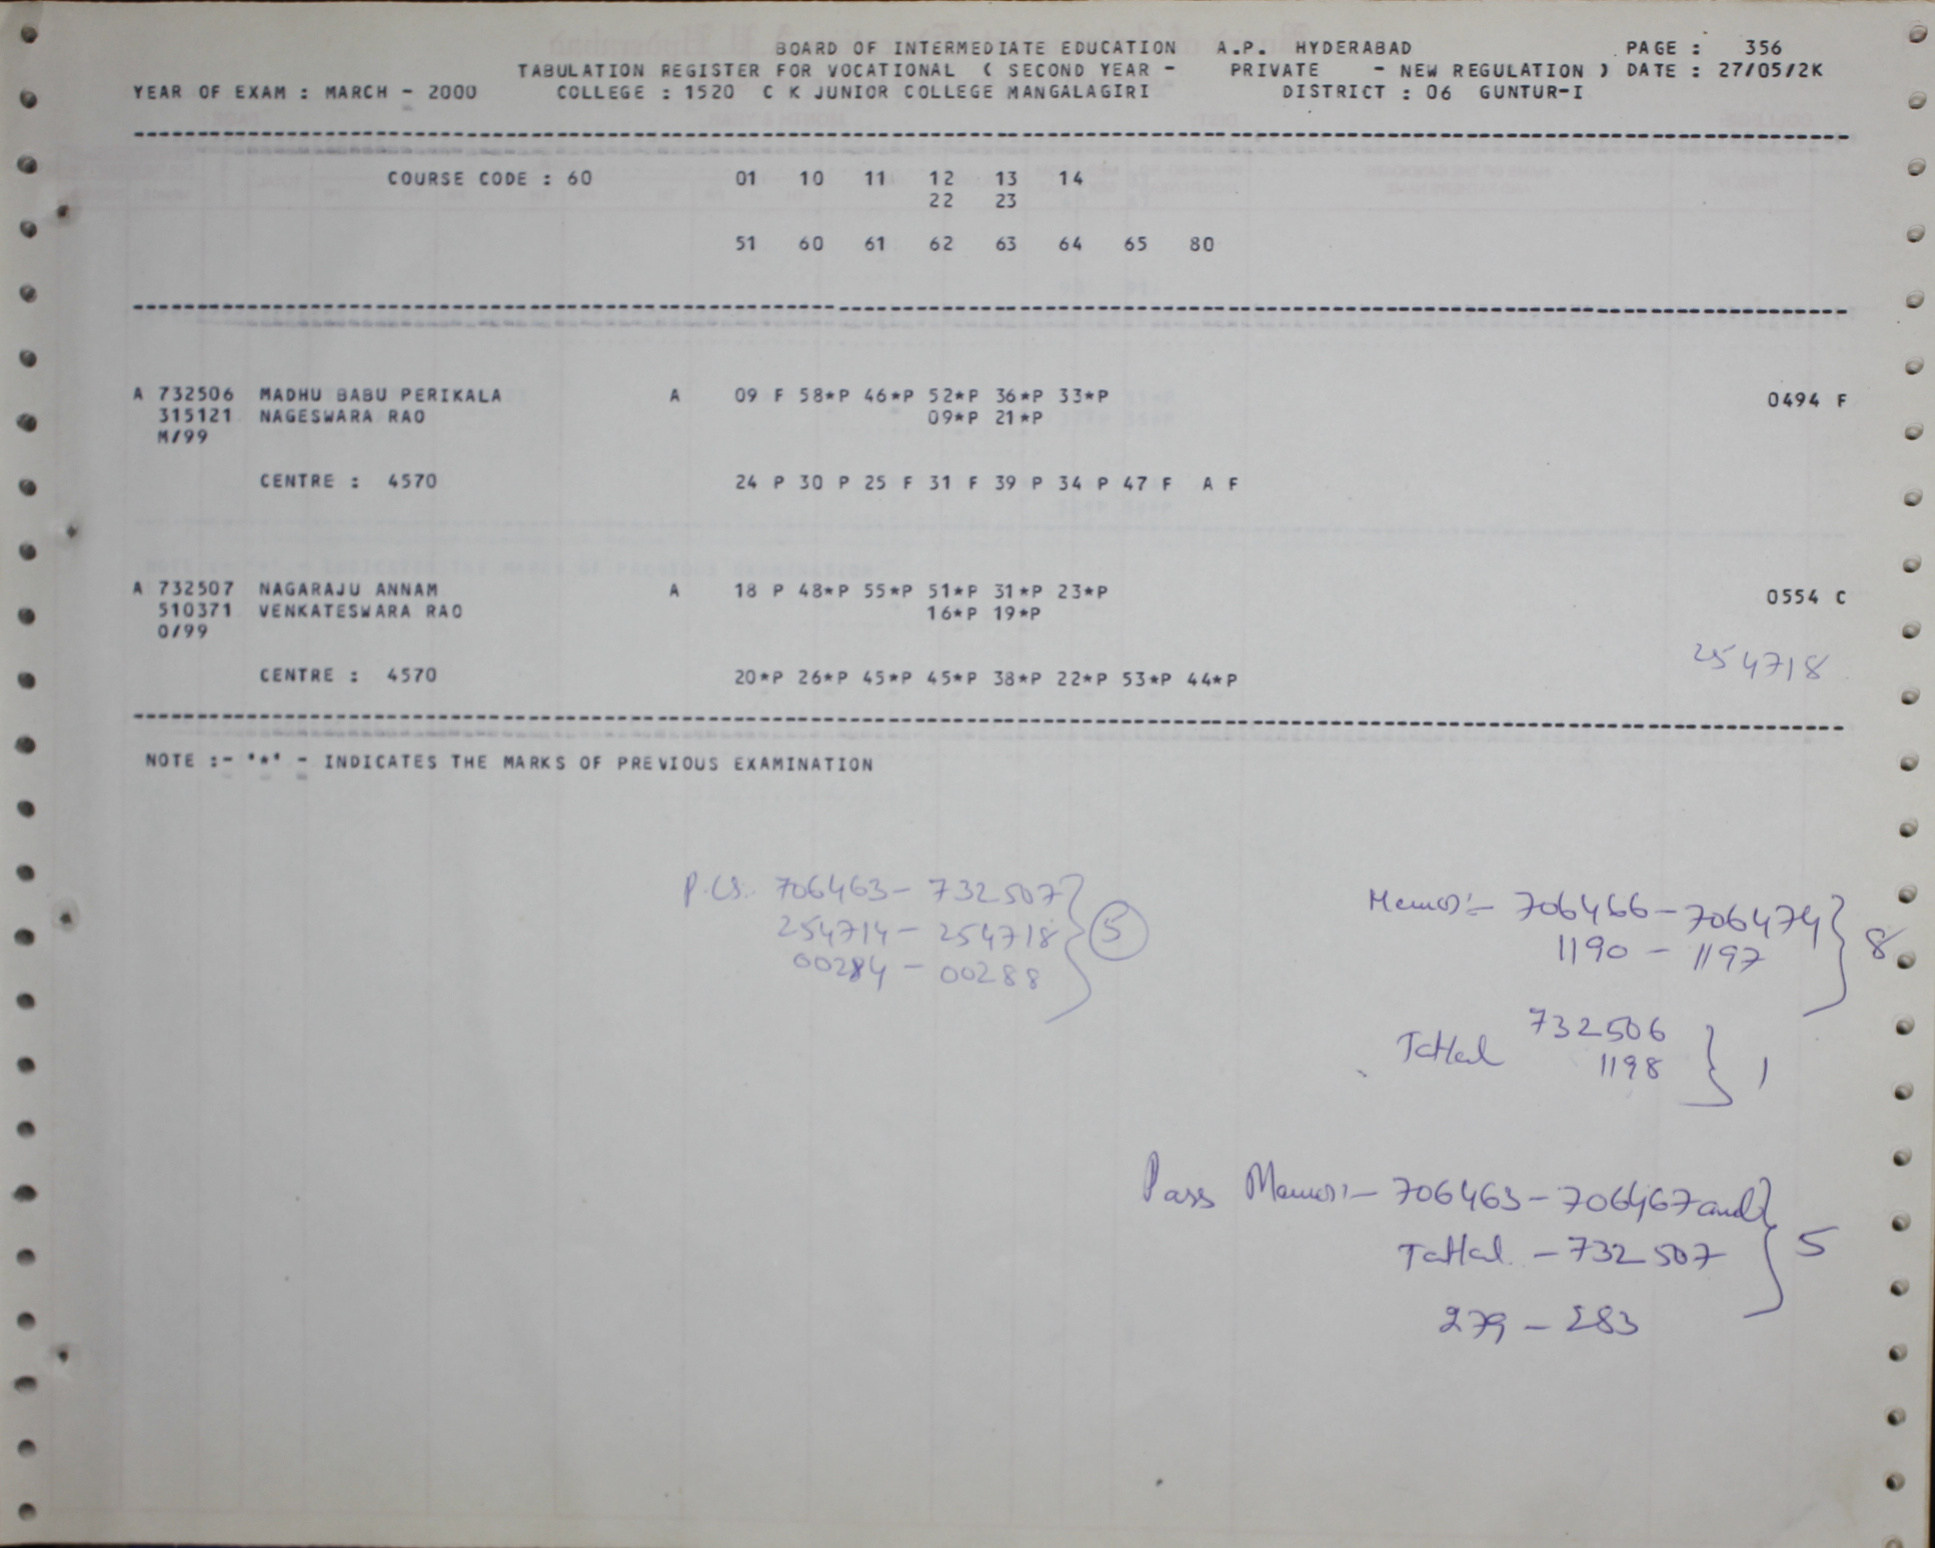 BOARD OF INTERMEDIATE EDUCATION A.P. HYDERABAD PAGE : 356
TABULATION REGISTER FOR VOCATIONAL ( SECOND YEAR - PRIVATE - NEW REGULATION ) DATE : 27/05/2K
YEAR OF EXAM : MARCH - 2000 COLLEGE : 1520 C K JUNIOR COLLEGE MANGALAGIRI DISTRICT : 06 GUNTUR-I
COURSE CODE : 60 01 10 11 12 13 14
22 23
51 60 61 62 63 64 65 80
A 732506 MADHU BABU PERIKALA A 09 F 58*P 46*P 52*P 36*P 33*P 0494 F
315121 NAGESWARA RAO 09*P 21*P
M/99
CENTRE : 4570 24 P 30 P 25 F 31 F 39 P 34 P 47 F A F
A 732507 NAGARAJU ANNAM A 18 P 48*P 55*P 51*P 31*P 23*P 0554 C
510371 VENKATESWARA RAO 16*P 19*P
O/99
254718
CENTRE : 4570 20*P 26*P 45*P 45*P 38*P 22*P 53*P 44*P
NOTE :- '*' - INDICATES THE MARKS OF PREVIOUS EXAMINATION
706463 - 732507
254714 - 254718 5
00284 - 00288
Memos:- 706466 - 706474
1190 - 1197 8
Tatkal 732506
1198 1
Pass Memos:- 706463 - 706467 and
Tatkal - 732507 5
279 - 283